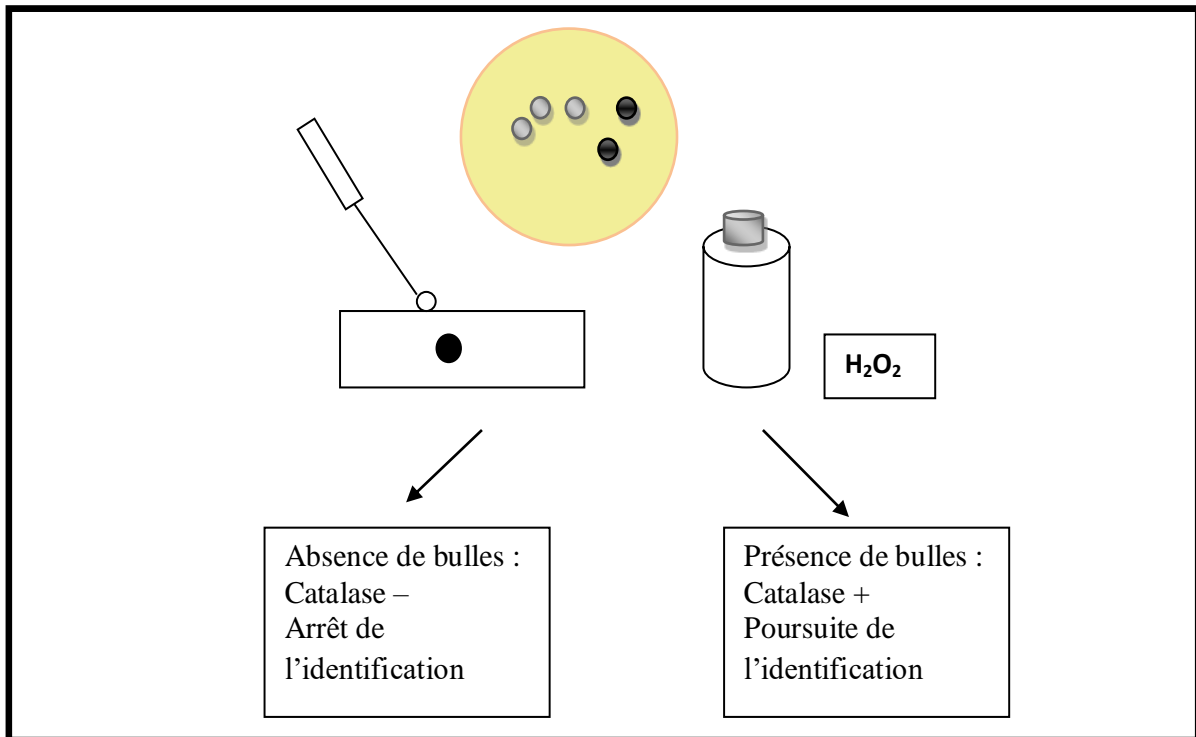 H₂O₂
Absence de bulles :
Catalase –
Arrêt de
l’identification
Présence de bulles :
Catalase +
Poursuite de
l’identification